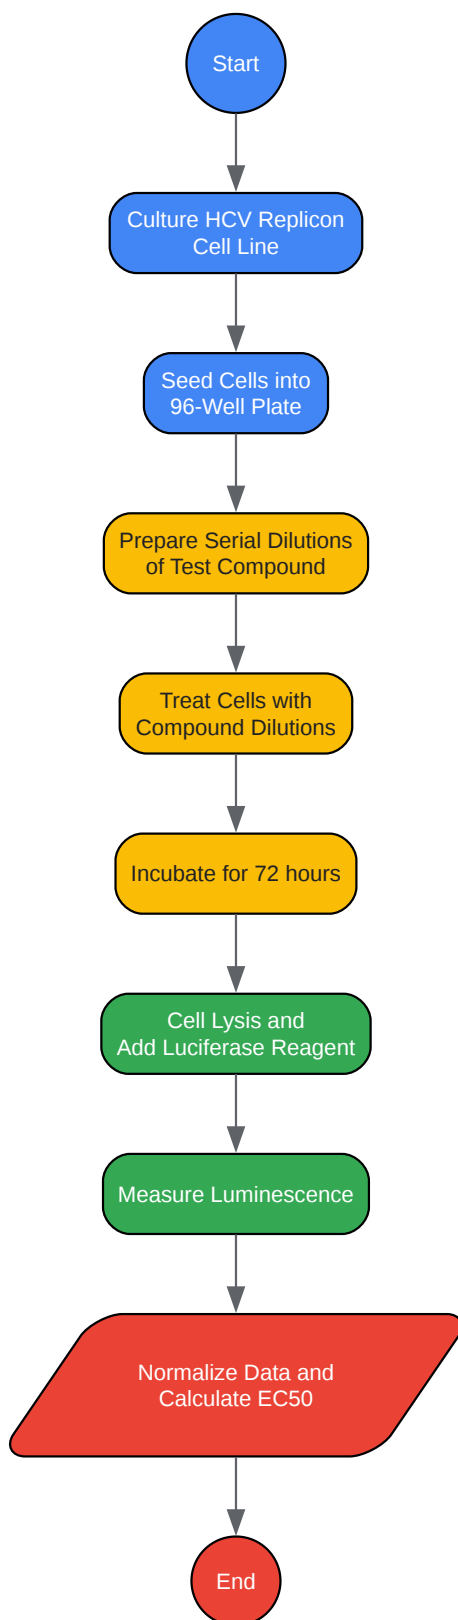 Start
Culture HCV Replicon
Cell Line
Seed Cells into
96-Well Plate
Prepare Serial Dilutions
of Test Compound
Treat Cells with
Compound Dilutions
Incubate for 72 hours
Cell Lysis and
Add Luciferase Reagent
Measure Luminescence
Normalize Data and
Calculate EC50
End